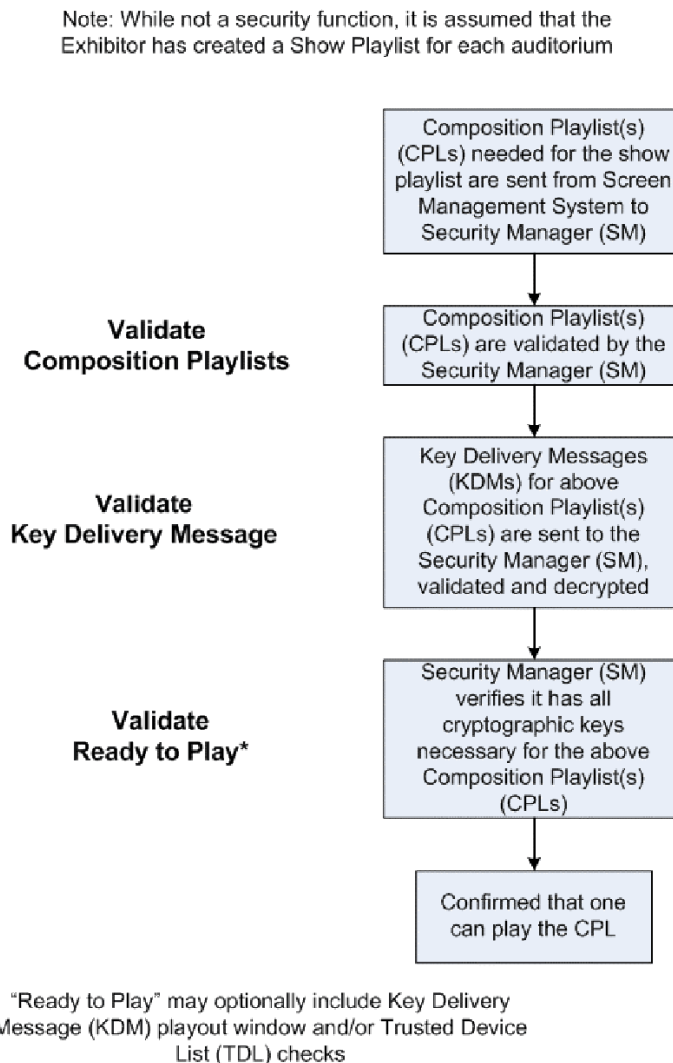 Note: While not a security function, it is assumed that the
Exhibitor has created a Show Playlist for each auditorium
Composition Playlist(s)
(CPLs) needed for the show
playlist are sent from Screen
Management System to
Security Manager (SM)
Validate
Composition Playlists
Composition Playlist(s)
(CPLs) are validated by the
Security Manager (SM)
Validate
Key Delivery Message
Key Delivery Messages
(KDMs) for above
Composition Playlist(s)
(CPLs) are sent to the
Security Manager (SM),
validated and decrypted
Validate
Ready to Play*
Security Manager (SM)
verifies it has all
cryptographic keys
necessary for the above
Composition Playlist(s)
(CPLs)
Confirmed that one
can play the CPL
“Ready to Play” may optionally include Key Delivery
Message (KDM) playout window and/or Trusted Device
List (TDL) checks